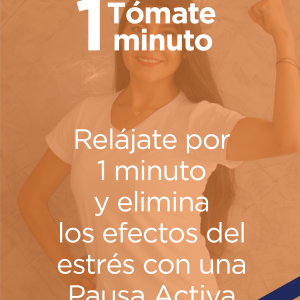 1 Tómate
minuto
Relájate por
1 minuto
y elimina
los efectos del
estrés con una
Pausa Activa